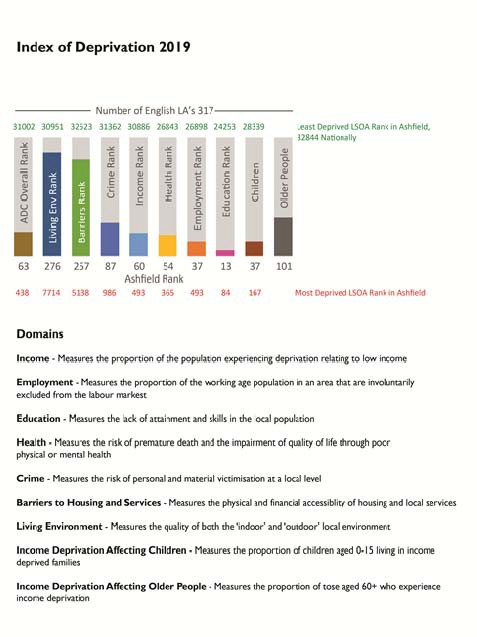 Index of Deprivation 2019
Number of English LA's 317
31002 30951 32523 31362 30886 26843 26898 24253 28339
Least Deprived LSOA Rank in Ashfield,
32844 Nationally
ADC Overall Rank
Living Env Rank
Barriers Rank
Crime Rank
Income Rank
Health Rank
Employment Rank
Education Rank
Children
Older People
63 276 257 87 60 54 37 13 37 101
Ashfield Rank
438 7714 5138 986 493 365 493 84 167
Most Deprived LSOA Rank in Ashfield
Domains
Income - Measures the proportion of the population experiencing deprivation relating to low income
Employment - Measures the proportion of the working age population in an area that are involuntarily
excluded from the labour markest
Education - Measures the lack of attainment and skills in the local population
Health - Measures the risk of premature death and the impairment of quality of life through poor
physical or mental health
Crime - Measures the risk of personal and material victimisation at a local level
Barriers to Housing and Services - Measures the physical and financial accessiblity of housing and local services
Living Environment - Measures the quality of both the 'indoor' and 'outdoor' local environment
Income Deprivation Affecting Children - Measures the proportion of children aged 0-15 living in income
deprived families
Income Deprivation Affecting Older People - Measures the proportion of tose aged 60+ who experience
income deprivation